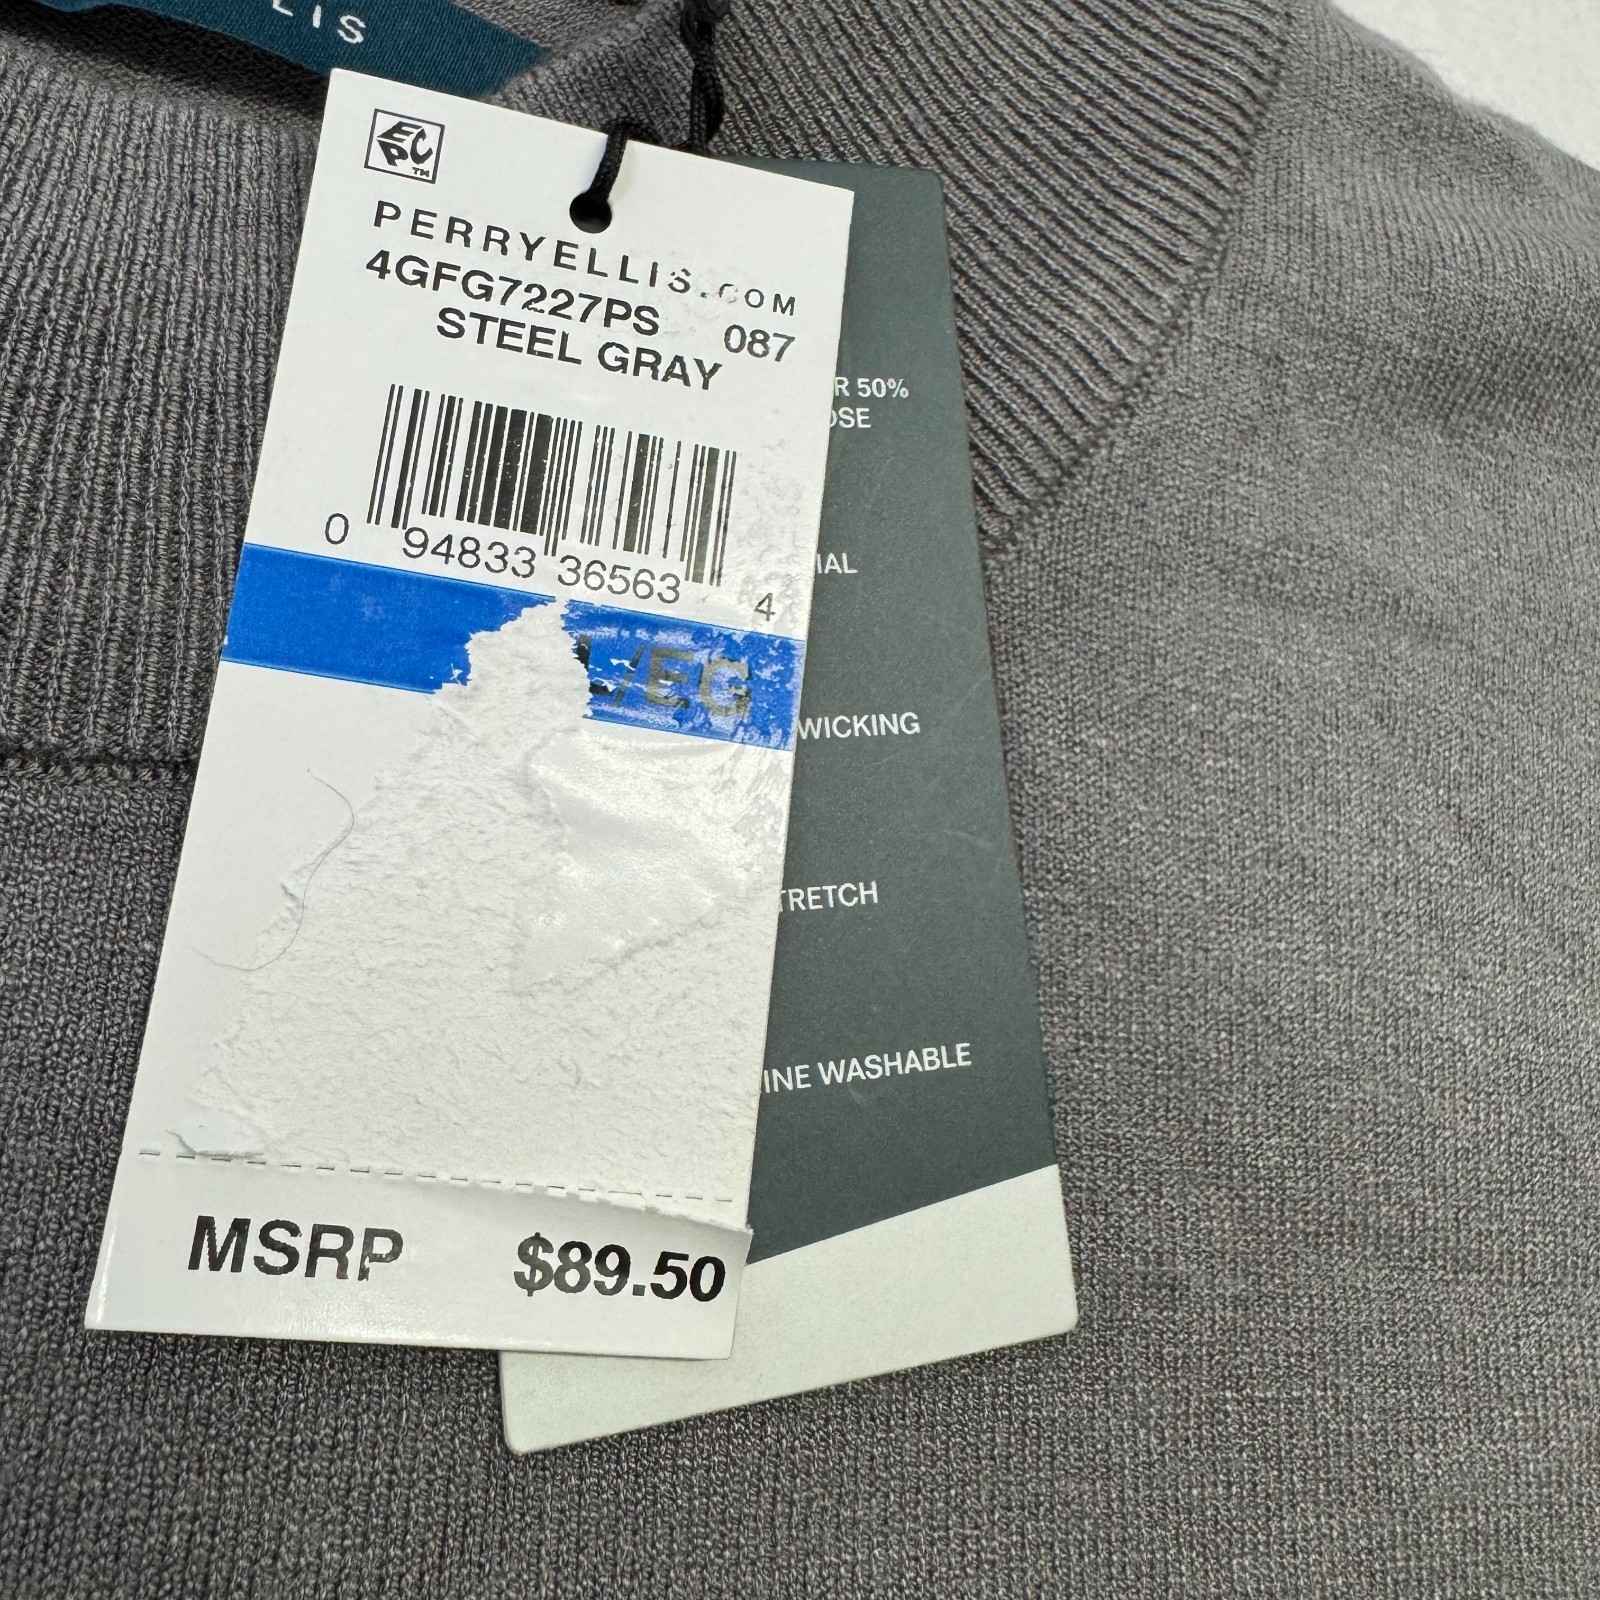 LIS
ECP™
PERRYELLIS.COM
4GFG7227PS 087
STEEL GRAY
0 94833 36563 4
L/EG
MSRP $89.50
R 50%
OSE
IAL
WICKING
TRETCH
INE WASHABLE